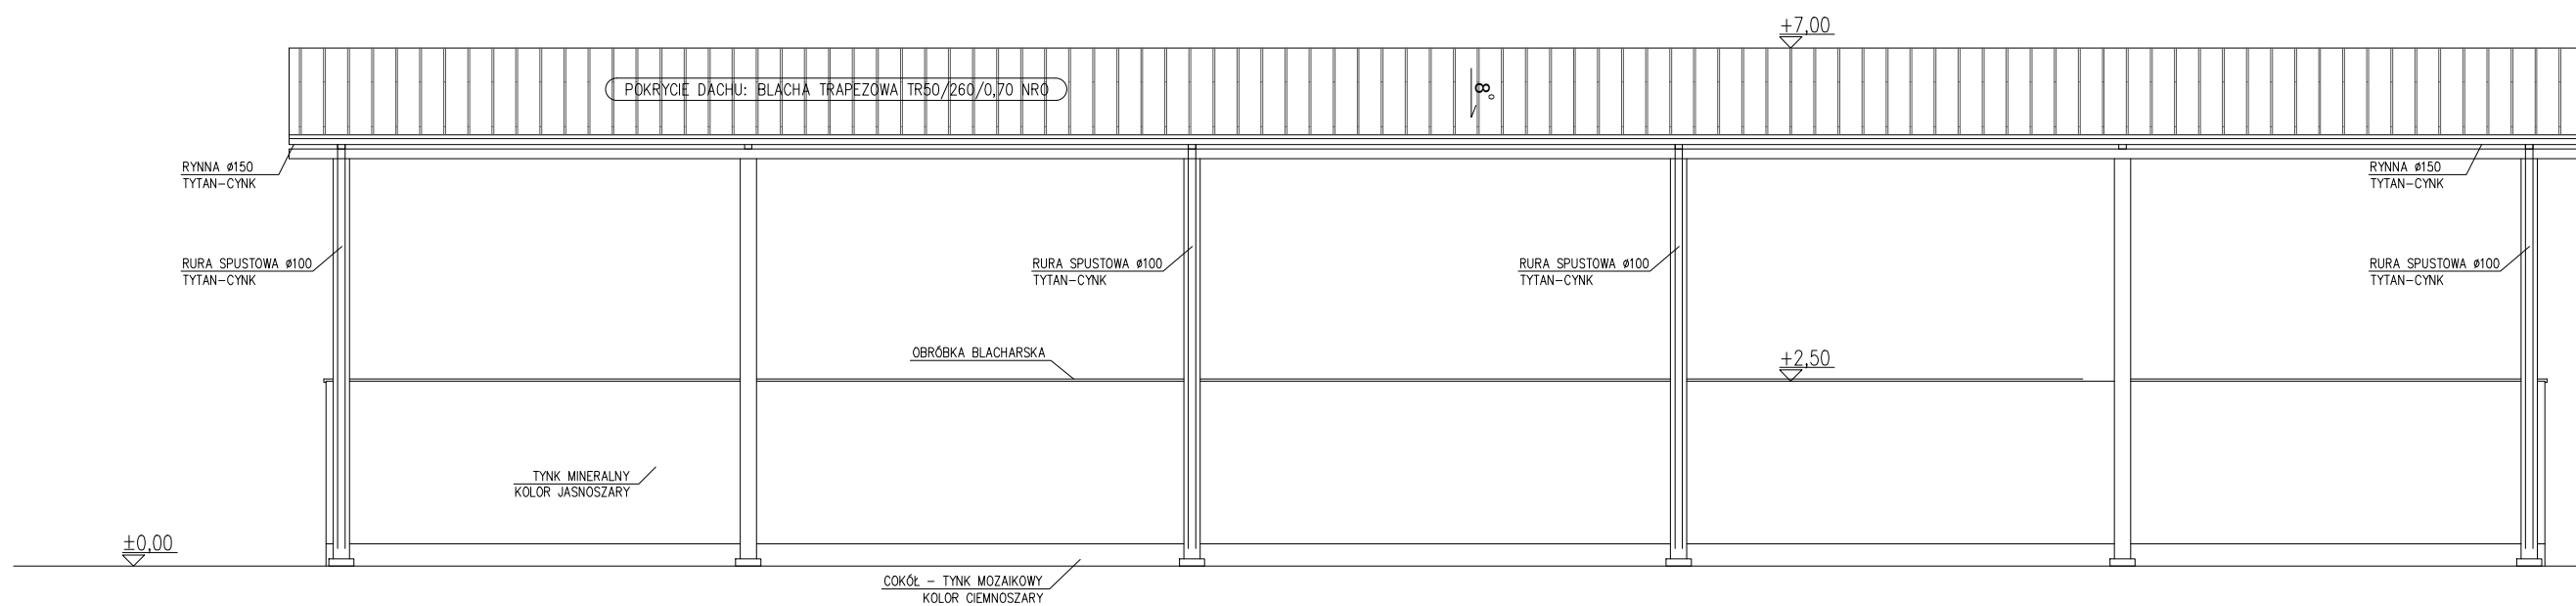 +7,00
POKRYCIE DACHU: BLACHA TRAPEZOWA TR50/260/0,70 NRO
8°
RYNNA ø150
TYTAN-CYNK
RYNNA ø150
TYTAN-CYNK
RURA SPUSTOWA ø100
TYTAN-CYNK
RURA SPUSTOWA ø100
TYTAN-CYNK
RURA SPUSTOWA ø100
TYTAN-CYNK
RURA SPUSTOWA ø100
TYTAN-CYNK
OBRÓBKA BLACHARSKA
+2,50
TYNK MINERALNY
KOLOR JASNOSZARY
±0,00
COKÓŁ - TYNK MOZAIKOWY
KOLOR CIEMNOSZARY